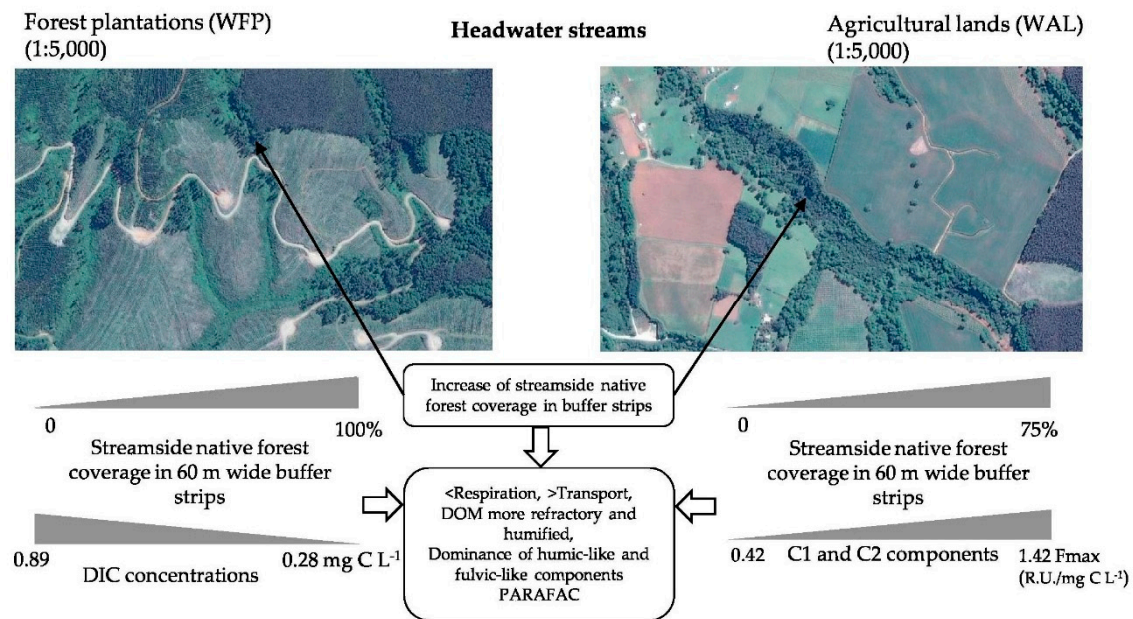 Forest plantations (WFP)
(1:5,000)
Headwater streams
Agricultural lands (WAL)
(1:5,000)
Increase of streamside native
forest coverage in buffer strips
0
100%
Streamside native forest
coverage in 60 m wide buffer
strips
0.89
0.28 mg C L-1
DIC concentrations
<Respiration, >Transport,
DOM more refractory and
humified,
Dominance of humic-like and
fulvic-like components
PARAFAC
0
75%
Streamside native forest
coverage in 60 m wide buffer
strips
0.42
C1 and C2 components
1.42 Fmax
(R.U./mg C L-1)